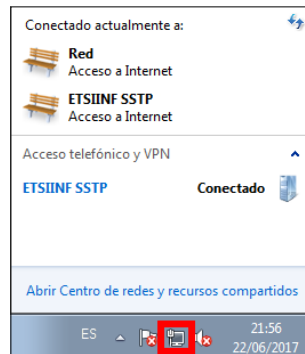 Conectado actualmente a:
Red
Acceso a Internet
ETSIINF SSTP
Acceso a Internet
Acceso telefónico y VPN
ETSIINF SSTP Conectado
Abrir Centro de redes y recursos compartidos
ES 21:56
22/06/2017